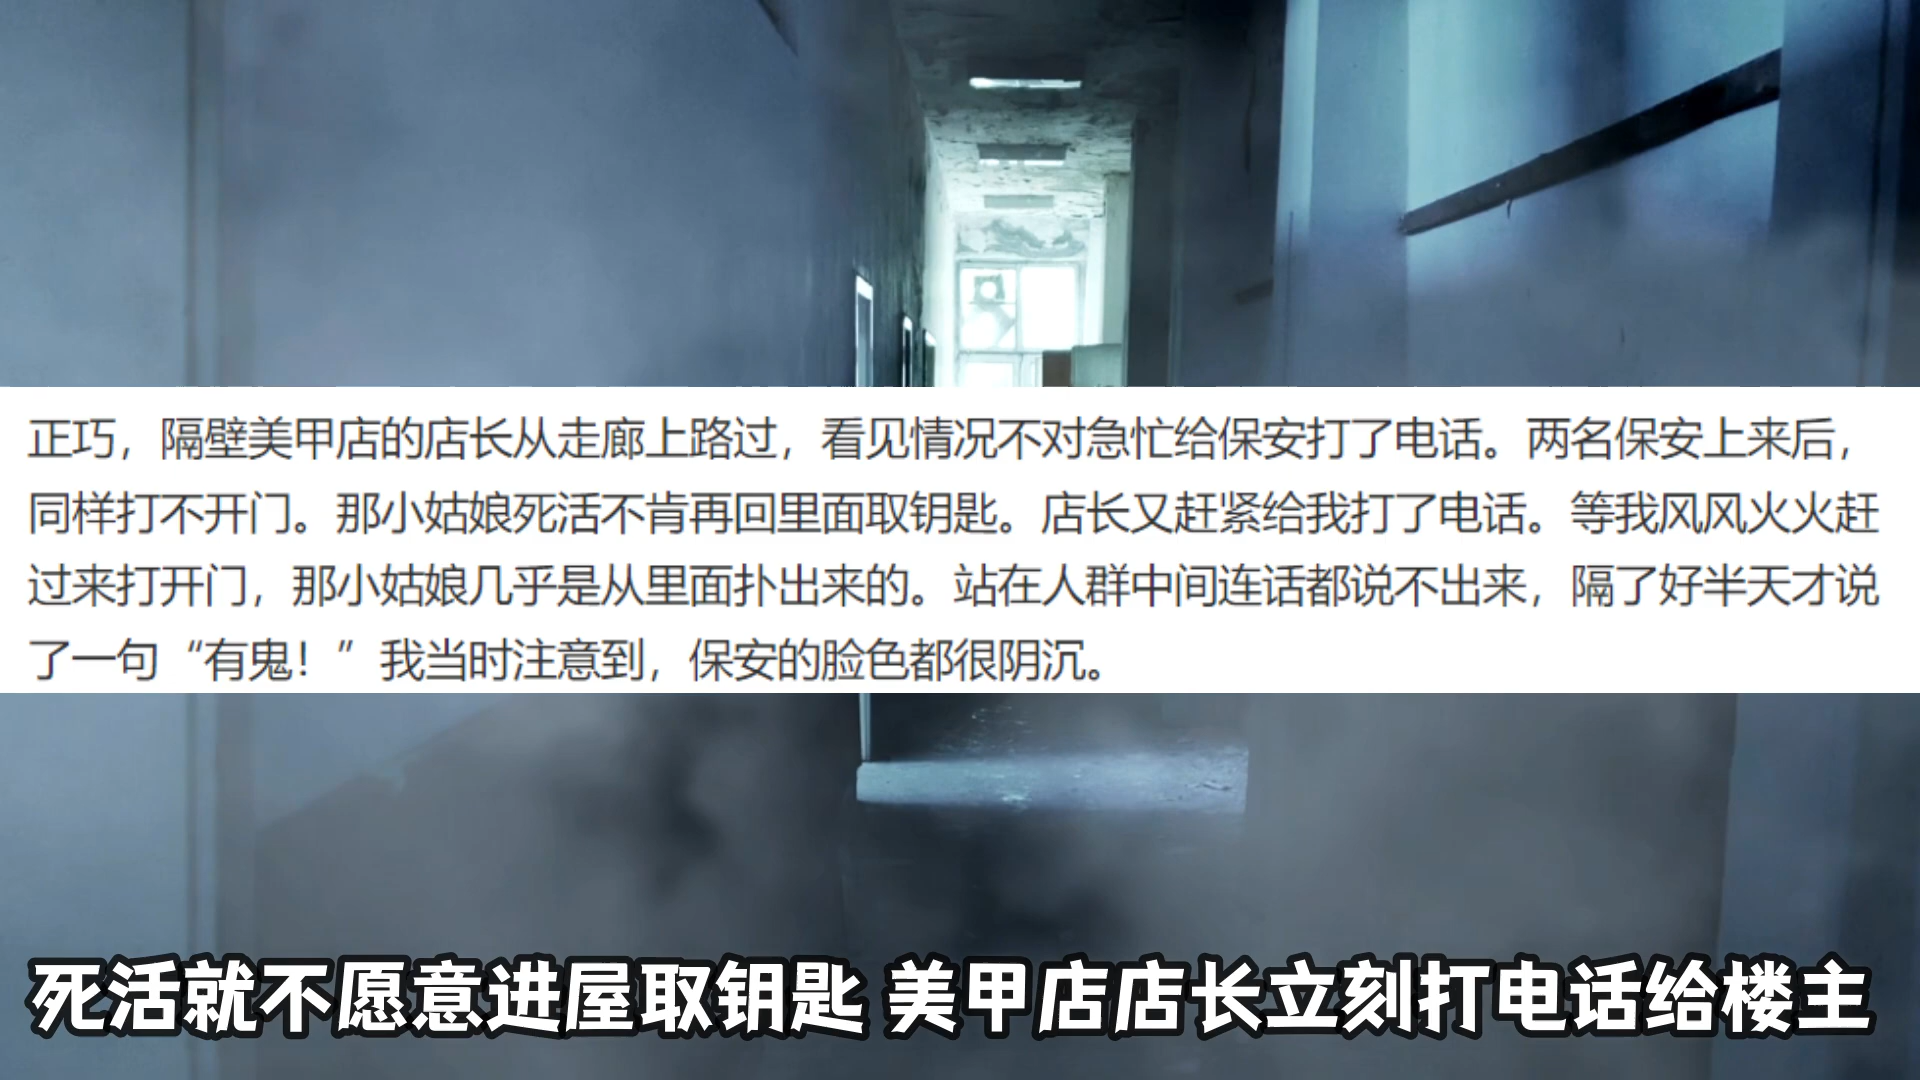 正巧，隔壁美甲店的店长从走廊上路过，看见情况不对急忙给保安打了电话。两名保安上来后，
同样打不开门。那小姑娘死活不肯再回里面取钥匙。店长又赶紧给我打了电话。等我风风火火赶
过来打开门，那小姑娘几乎是从里面扑出来的。站在人群中间连话都说不出来，隔了好半天才说
了一句“有鬼！”我当时注意到，保安的脸色都很阴沉。
死活就不愿意进屋取钥匙 美甲店店长立刻打电话给楼主